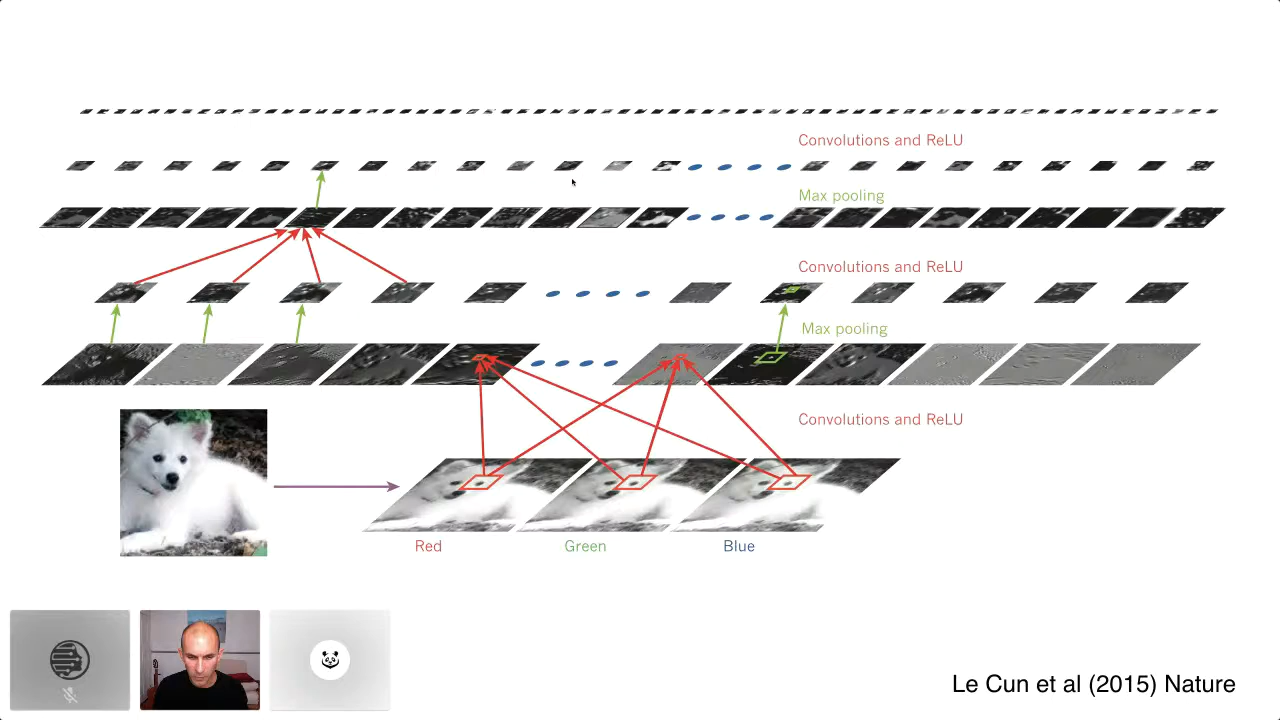 Convolutions and ReLU
Max pooling
Convolutions and ReLU
Max pooling
Convolutions and ReLU
Red
Green
Blue
Le Cun et al (2015) Nature